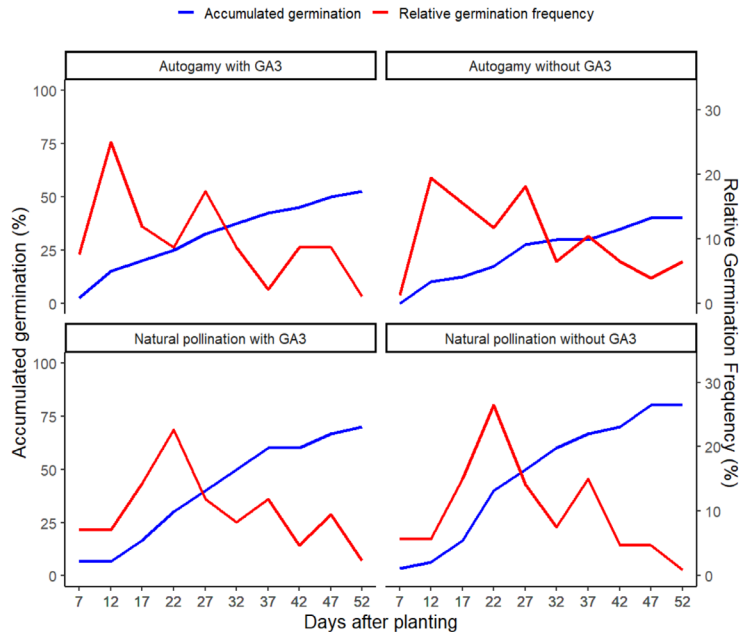 Accumulated germination Relative germination frequency
Autogamy with GA3 Autogamy without GA3
100
75
50
25
0
30
20
10
0
Natural pollination with GA3 Natural pollination without GA3
100
75
50
25
0
30
20
10
0
7 12 17 22 27 32 37 42 47 52 7 12 17 22 27 32 37 42 47 52
Days after planting
Accumulated germination (%)
Relative Germination Frequency (%)